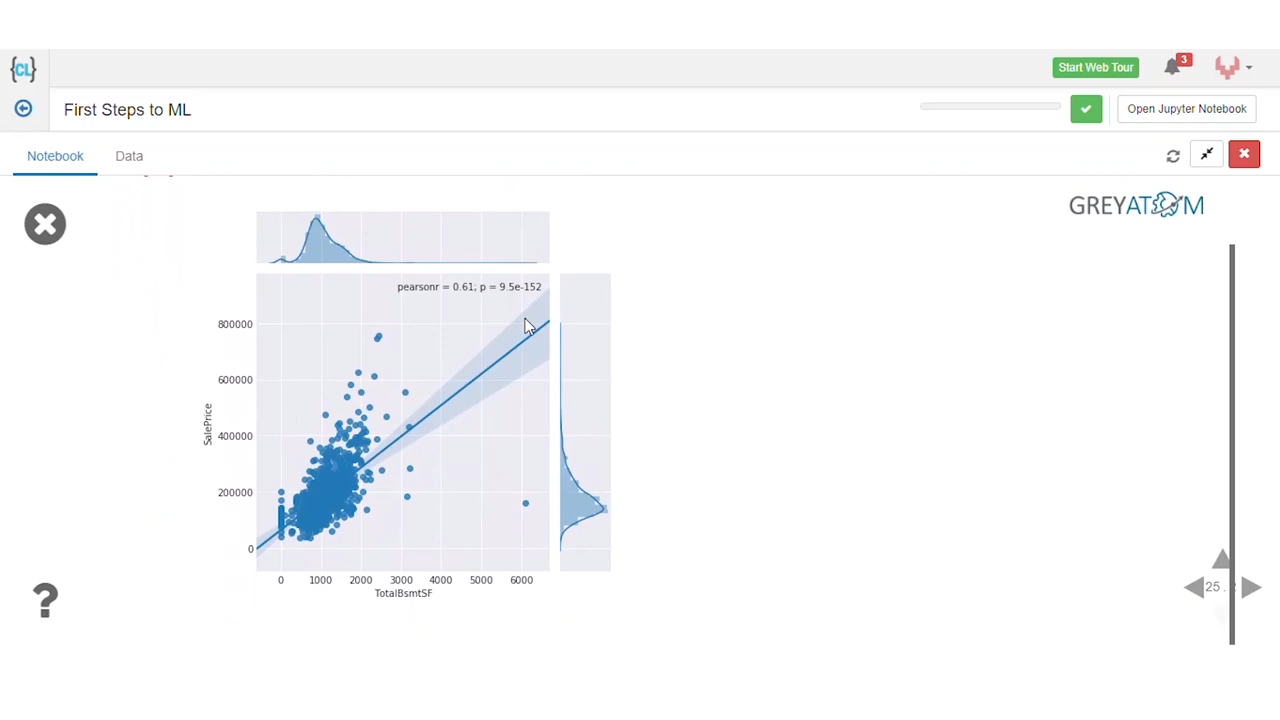 {CL}
Start Web Tour
3
First Steps to ML
Open Jupyter Notebook
Notebook
Data
GREYATOM
pearsonr = 0.61; p = 9.5e-152
800000
600000
400000
200000
0
SalePrice
0 1000 2000 3000 4000 5000 6000
TotalBsmtSF
?
25 .